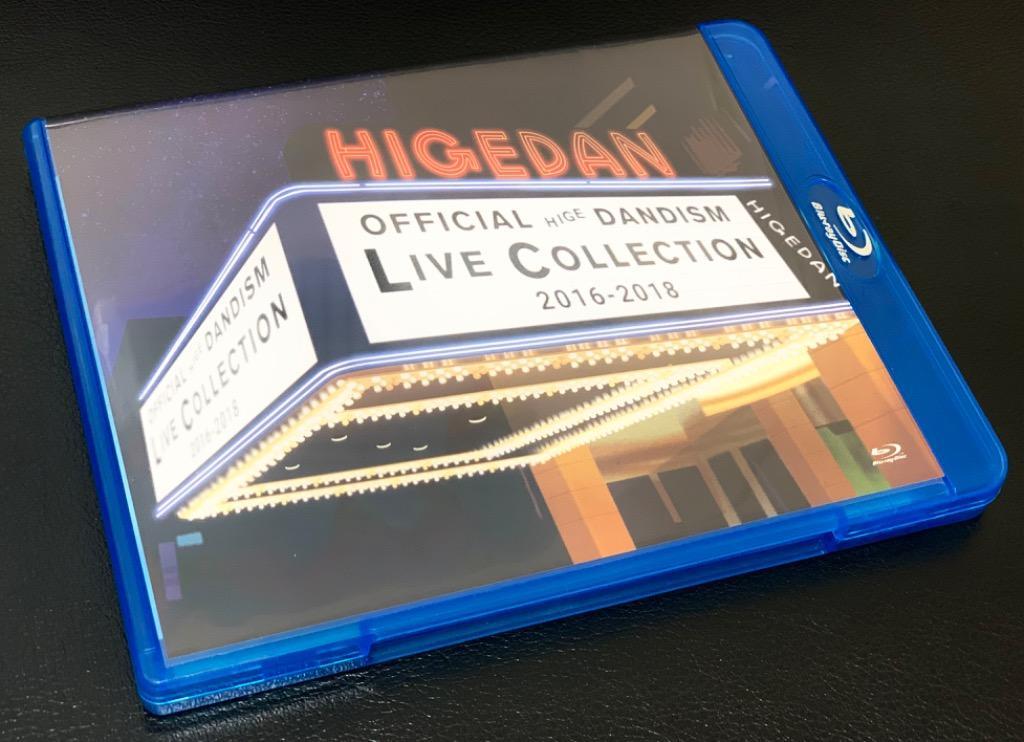 HIGEDAN
OFFICIAL HIGE DANDISM
LIVE COLLECTION
2016-2018
OFFICIAL HIGE DANDISM
LIVE COLLECTION
2016-2018
HIGEDAN
Blu-ray Disc
Blu-ray Disc